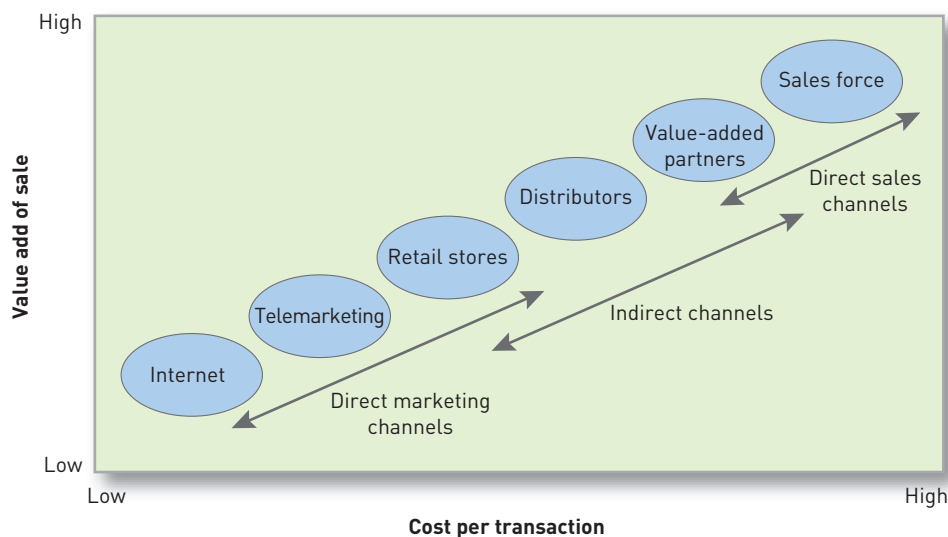 High
Sales force
Value-added
partners
Direct sales
channels
Distributors
Value add of sale
Retail stores
Indirect channels
Telemarketing
Internet
Direct marketing
channels
Low
Low
High
Cost per transaction